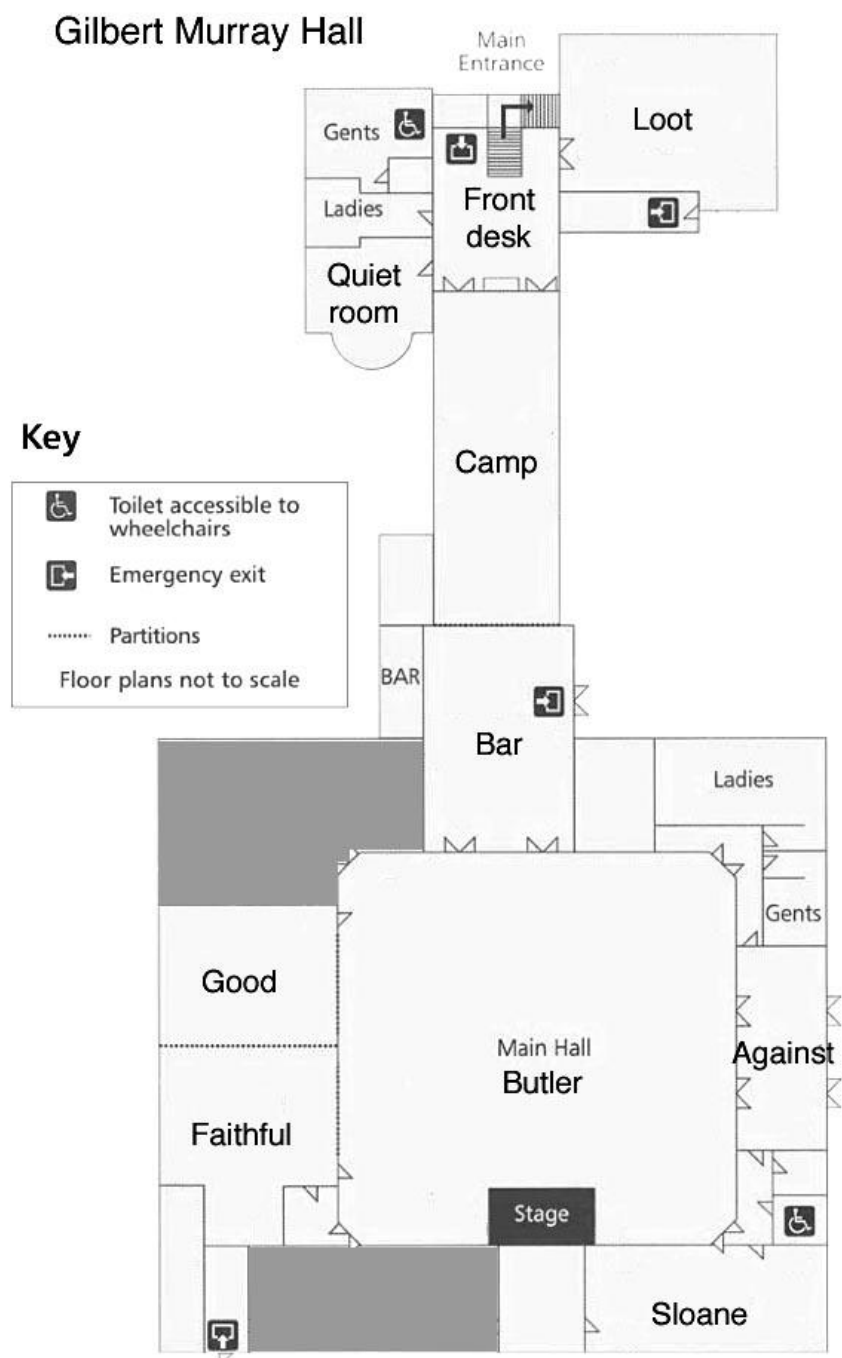 Gilbert Murray Hall
Main
Entrance
Gents
Loot
Ladies
Front
desk
Quiet
room
Key
Toilet accessible to
wheelchairs
Emergency exit
Partitions
Floor plans not to scale
Camp
BAR
Bar
Ladies
Gents
Good
Main Hall
Butler
Against
Faithful
Stage
Sloane